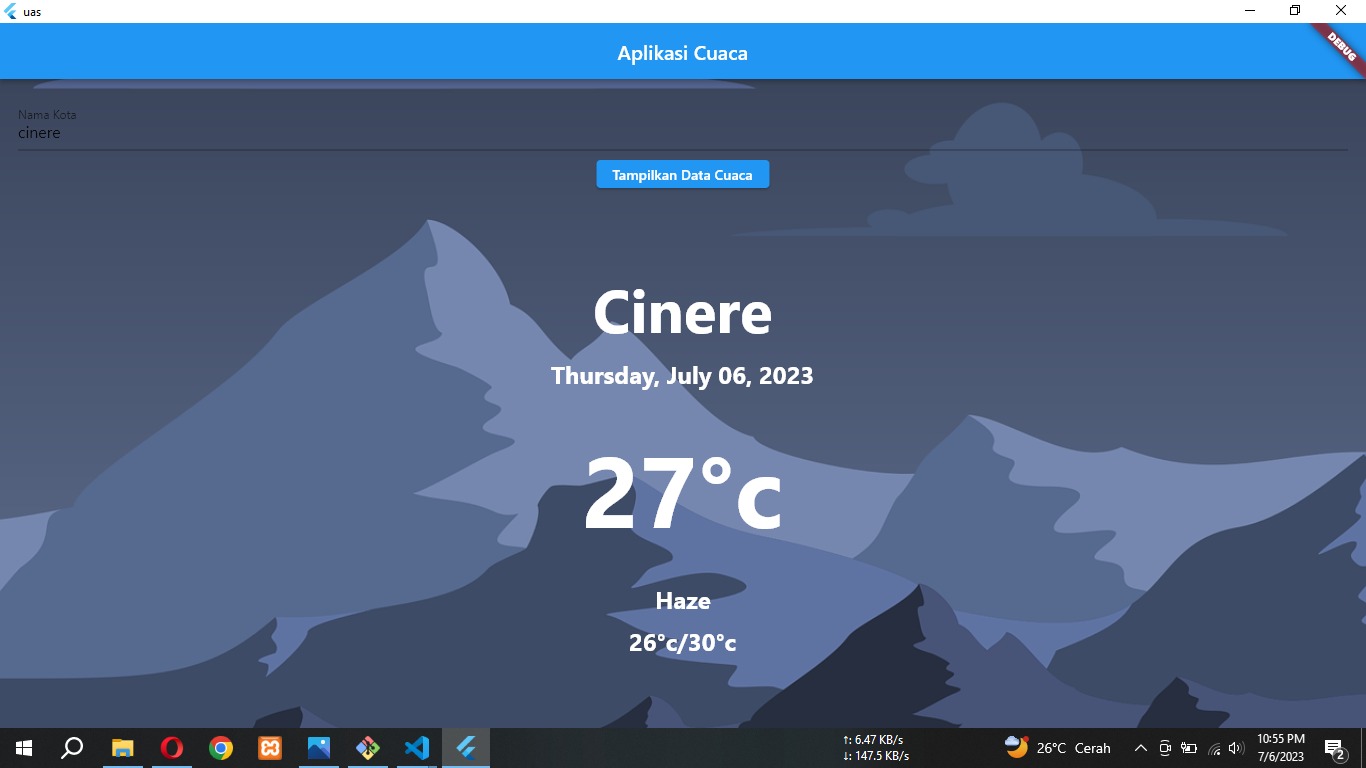 uas
Aplikasi Cuaca
DEBUG
Nama Kota
cinere
Tampilkan Data Cuaca
Cinere
Thursday, July 06, 2023
27°c
Haze
26°c/30°c
↑: 6.47 KB/s
↓: 147.5 KB/s
26°C Cerah
10:55 PM
7/6/2023
2